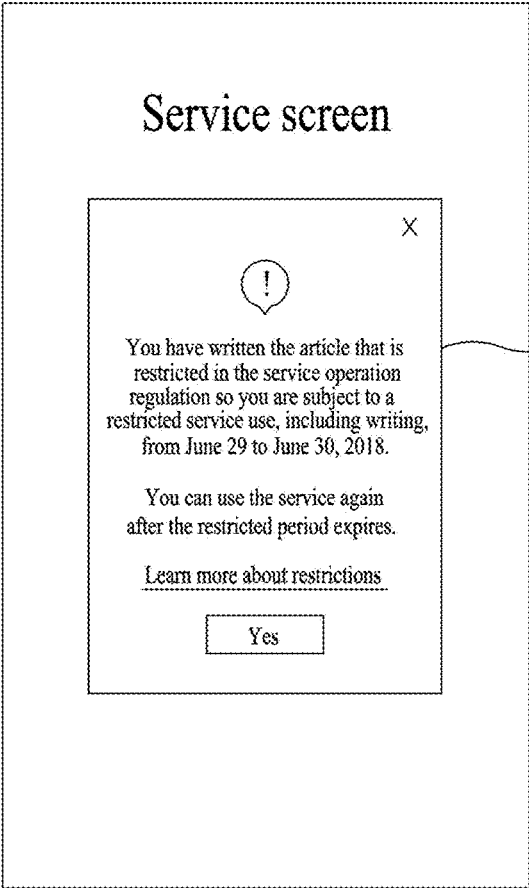 Service screen
X
!
You have written the article that is
restricted in the service operation
regulation so you are subject to a
restricted service use, including writing,
from June 29 to June 30, 2018.
You can use the service again
after the restricted period expires.
Learn more about restrictions
Yes